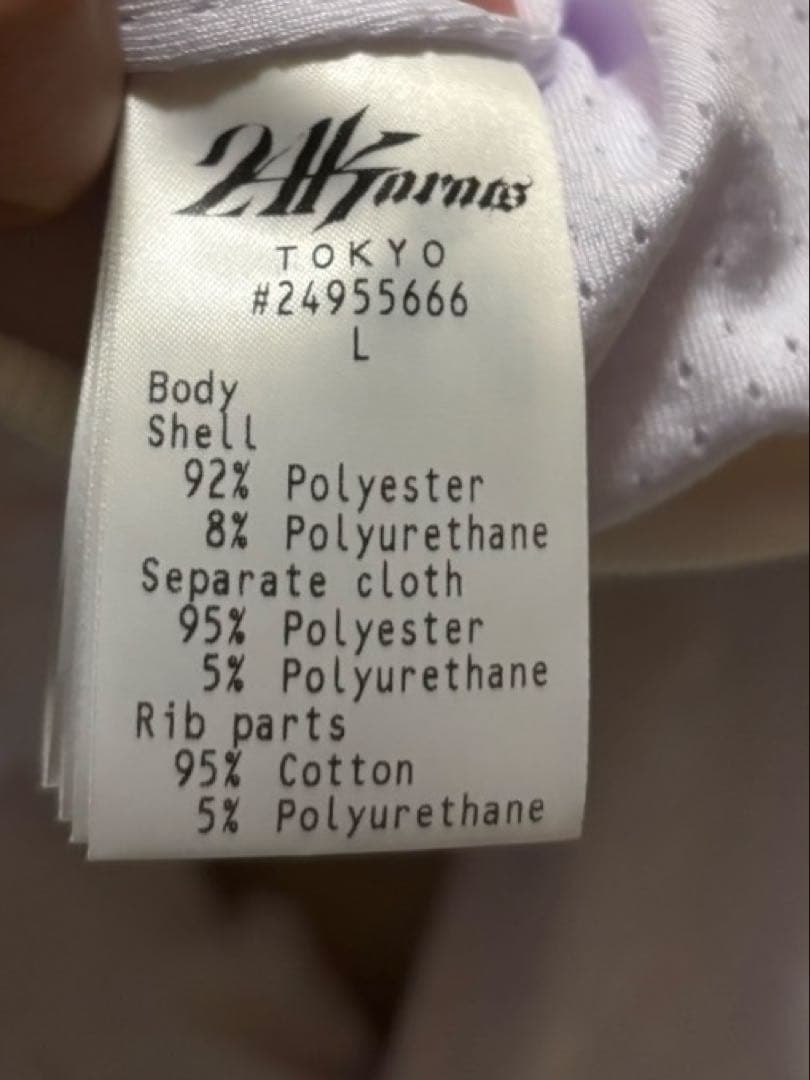 24Karats
TOKYO
#24955666
L
Body
Shell
92% Polyester
8% Polyurethane
Separate cloth
95% Polyester
5% Polyurethane
Rib parts
95% Cotton
5% Polyurethane